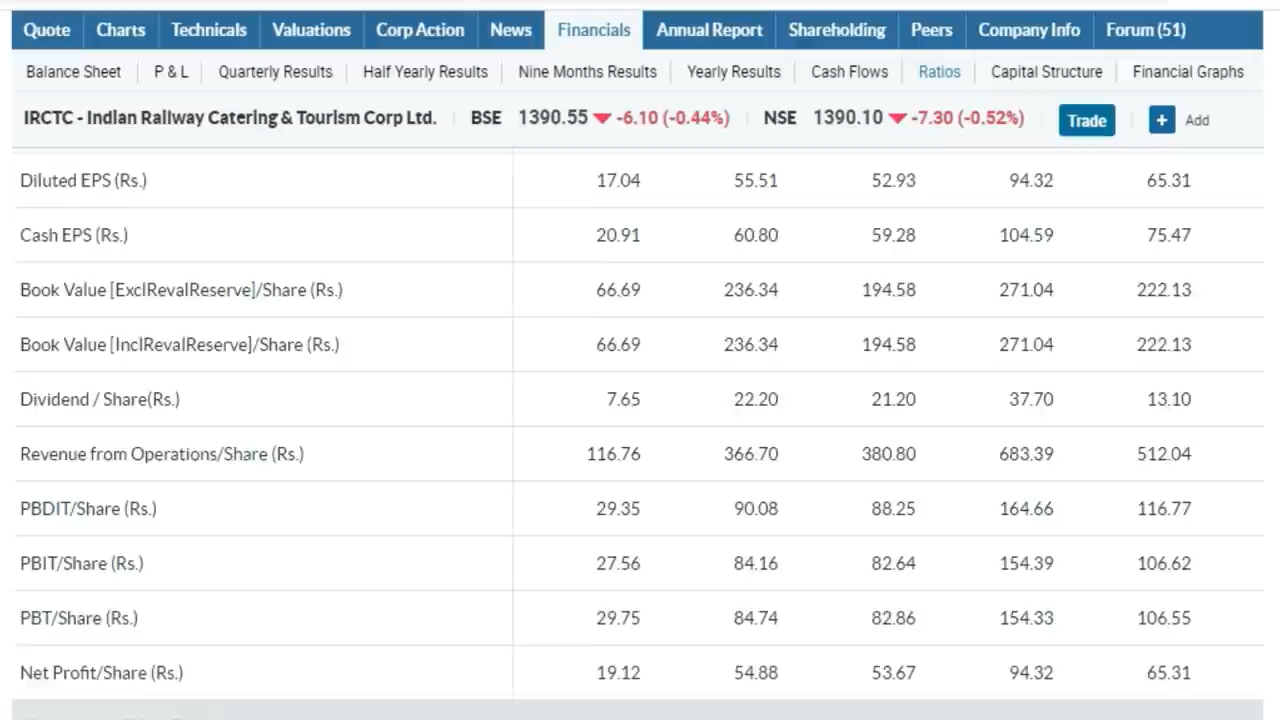 Quote Charts Technicals Valuations Corp Action News Financials Annual Report Shareholding Peers Company Info Forum (51)
Balance Sheet P & L Quarterly Results Half Yearly Results Nine Months Results Yearly Results Cash Flows Ratios Capital Structure Financial Graphs
IRCTC - Indian Railway Catering & Tourism Corp Ltd. BSE 1390.55 -6.10 (-0.44%) NSE 1390.10 -7.30 (-0.52%) Trade + Add
Diluted EPS (Rs.) 17.04 55.51 52.93 94.32 65.31
Cash EPS (Rs.) 20.91 60.80 59.28 104.59 75.47
Book Value [ExclRevalReserve]/Share (Rs.) 66.69 236.34 194.58 271.04 222.13
Book Value [InclRevalReserve]/Share (Rs.) 66.69 236.34 194.58 271.04 222.13
Dividend / Share(Rs.) 7.65 22.20 21.20 37.70 13.10
Revenue from Operations/Share (Rs.) 116.76 366.70 380.80 683.39 512.04
PBDIT/Share (Rs.) 29.35 90.08 88.25 164.66 116.77
PBIT/Share (Rs.) 27.56 84.16 82.64 154.39 106.62
PBT/Share (Rs.) 29.75 84.74 82.86 154.33 106.55
Net Profit/Share (Rs.) 19.12 54.88 53.67 94.32 65.31